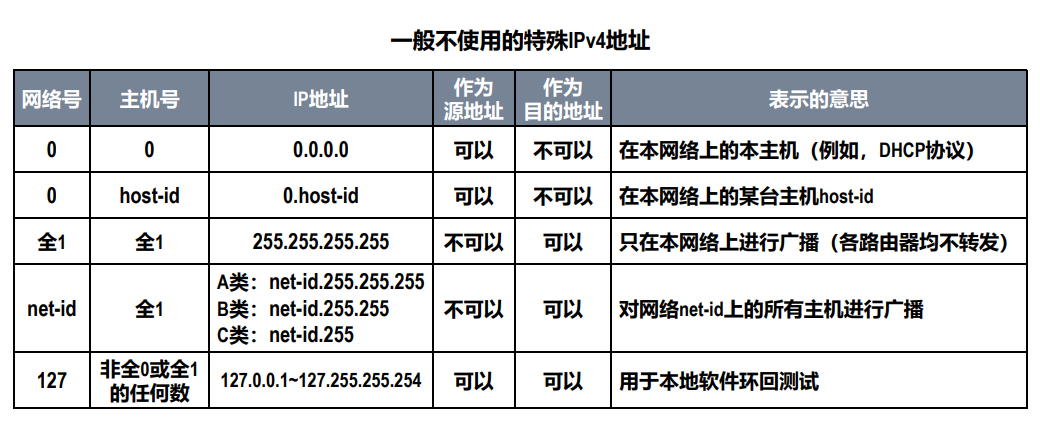 一般不使用的特殊IPv4地址
网络号 主机号 IP地址 作为 源地址 作为 目的地址 表示的意思
0 0 0.0.0.0 可以 不可以 在本网络上的本主机（例如，DHCP协议）
0 host-id 0.host-id 可以 不可以 在本网络上的某台主机host-id
全1 全1 255.255.255.255 不可以 可以 只在本网络上进行广播（各路由器均不转发）
net-id 全1 A类：net-id.255.255.255
B类：net-id.255.255
C类：net-id.255
不可以 可以 对网络net-id上的所有主机进行广播
127 非全0或全1
的任何数
127.0.0.1~127.255.255.254 可以 可以 用于本地软件环回测试